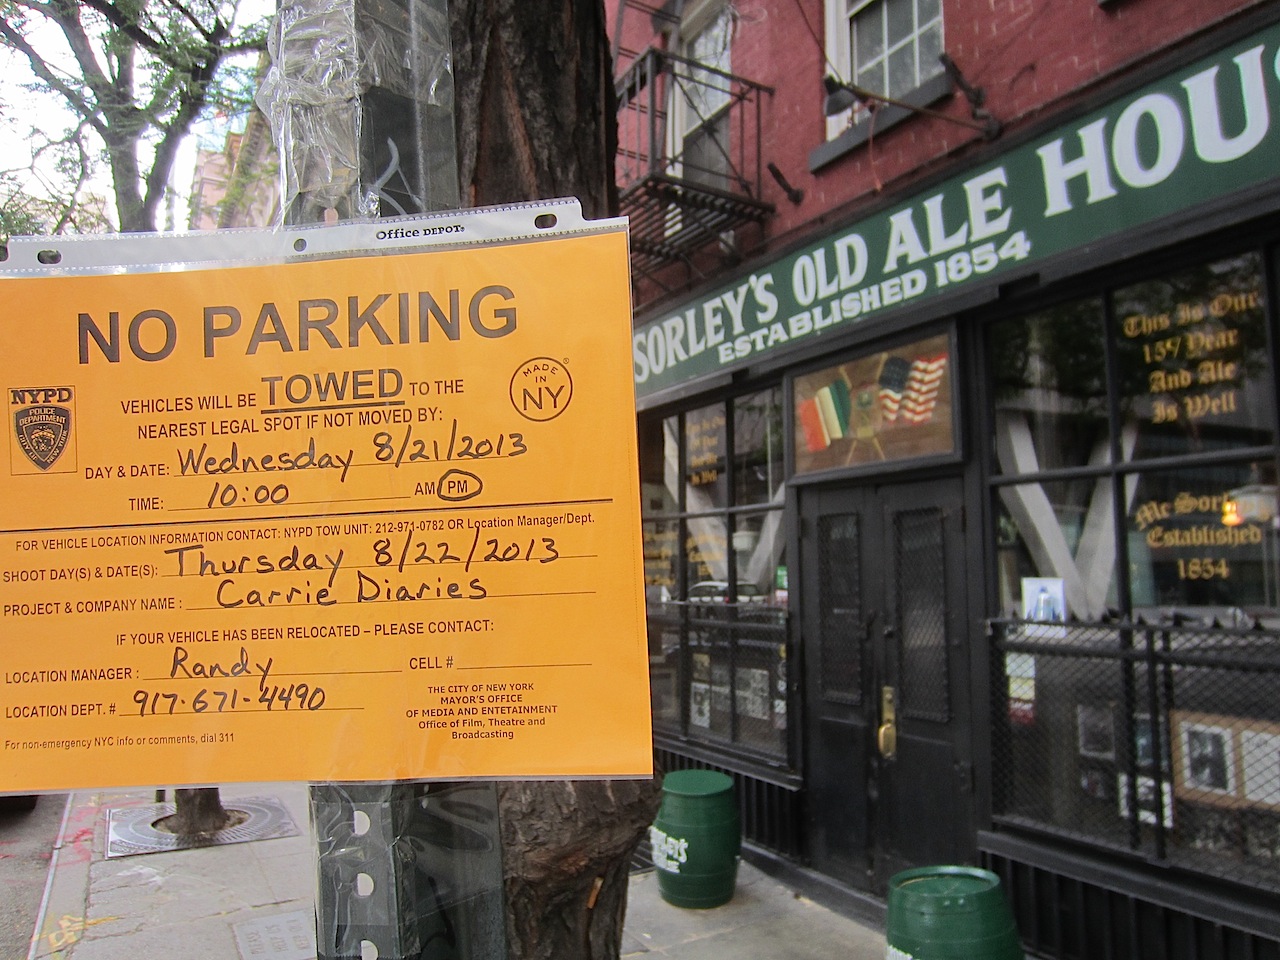 Office DEPOT
NO PARKING
NYPD
POLICE
DEPARTMENT
VEHICLES WILL BE TOWED TO THE
NEAREST LEGAL SPOT IF NOT MOVED BY:
MADE
IN
NY
DAY & DATE: Wednesday 8/21/2013
TIME: 10:00 AM PM
FOR VEHICLE LOCATION INFORMATION CONTACT: NYPD TOW UNIT: 212-971-0782 OR Location Manager/Dept.
SHOOT DAY(S) & DATE(S): Thursday 8/22/2013
PROJECT & COMPANY NAME: Carrie Diaries
IF YOUR VEHICLE HAS BEEN RELOCATED – PLEASE CONTACT:
LOCATION MANAGER: Randy CELL #
LOCATION DEPT. # 917-671-4490
THE CITY OF NEW YORK
MAYOR'S OFFICE
OF MEDIA AND ENTETAINMENT
Office of Film, Theatre and
Broadcasting
For non-emergency NYC info or comments, dial 311
SORLEY'S OLD ALE HOU
ESTABLISHED 1854
This Is Our
159 Year
And Ale
Is Well
McSorl
Established
1854